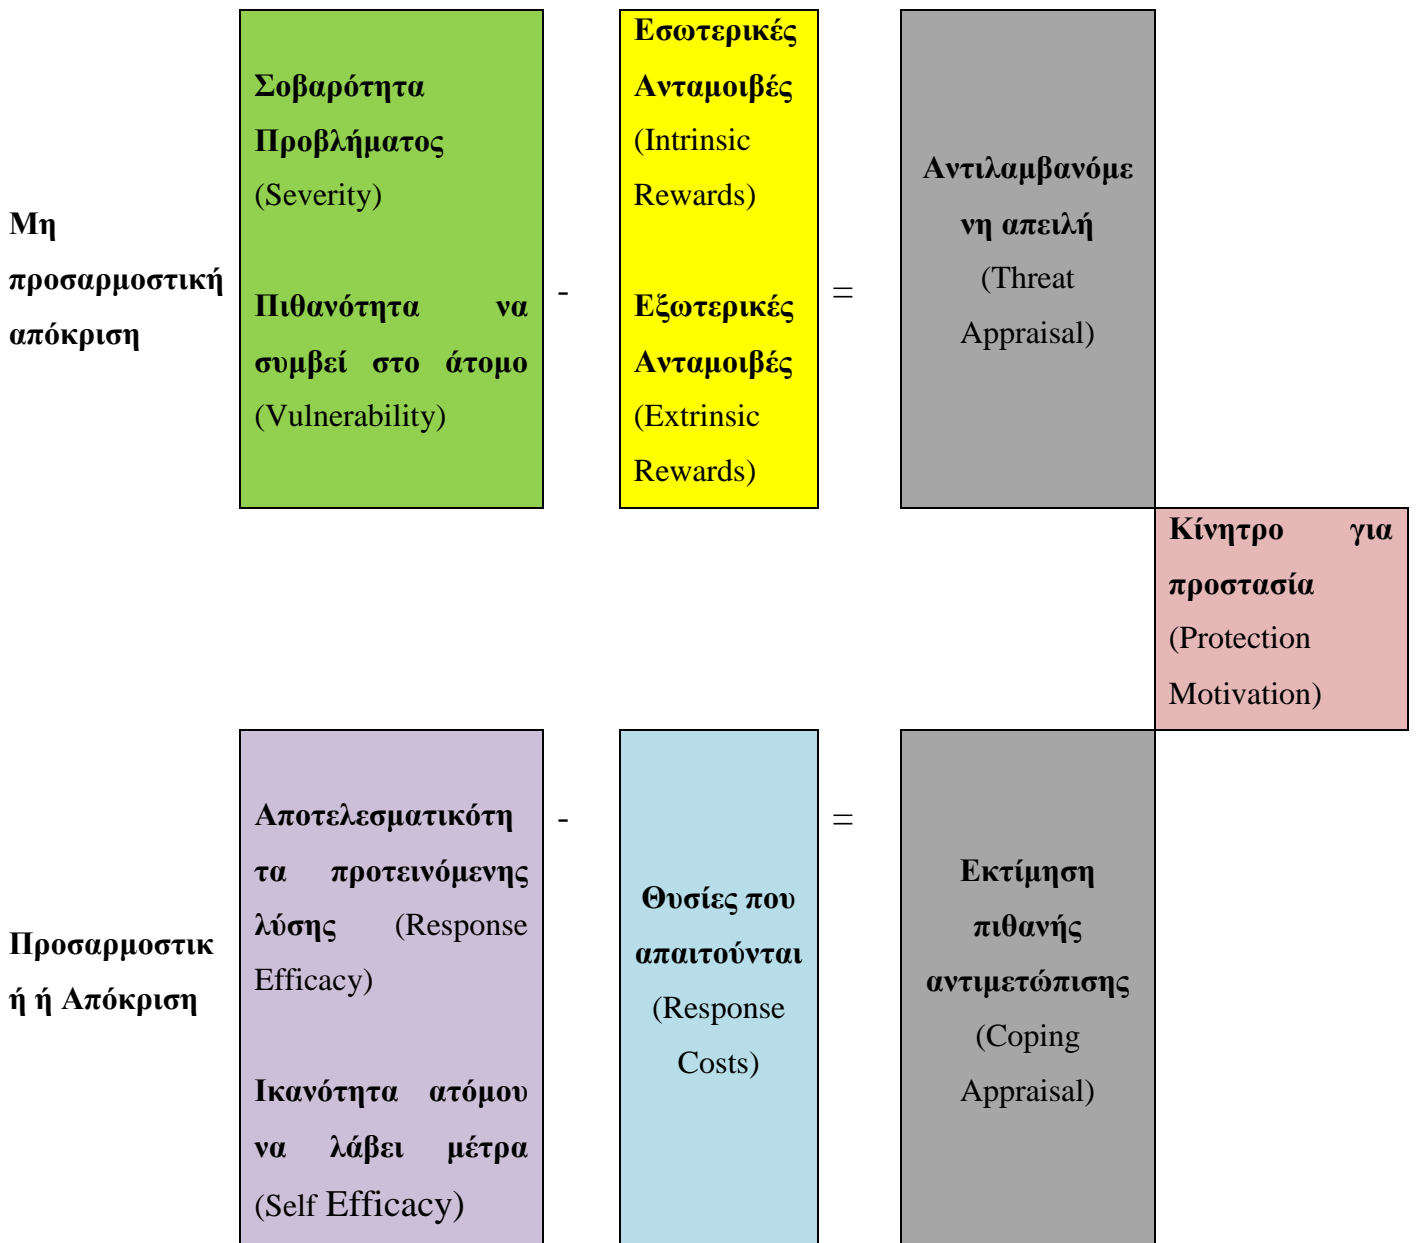 Μη
προσαρμοστική
απόκριση
Σοβαρότητα
Προβλήματος
(Severity)
Πιθανότητα να
συμβεί στο άτομο
(Vulnerability)
-
Εσωτερικές
Ανταμοιβές
(Intrinsic
Rewards)
Εξωτερικές
Ανταμοιβές
(Extrinsic
Rewards)
=
Αντιλαμβανόμε
νη απειλή
(Threat
Appraisal)
Κίνητρο για
προστασία
(Protection
Motivation)
Προσαρμοστικ
ή ή Απόκριση
Αποτελεσματικότη
τα προτεινόμενης
λύσης (Response
Efficacy)
Ικανότητα ατόμου
να λάβει μέτρα
(Self Efficacy)
-
Θυσίες που
απαιτούνται
(Response
Costs)
=
Εκτίμηση
πιθανής
αντιμετώπισης
(Coping
Appraisal)